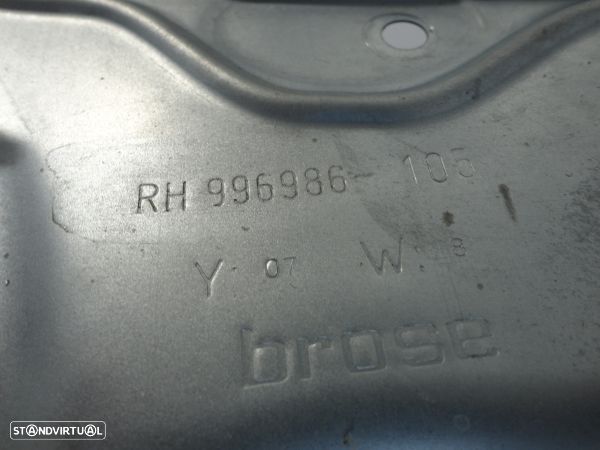 RH 996986-105
Y 07 W 8
brose
STANDVIRTUAL